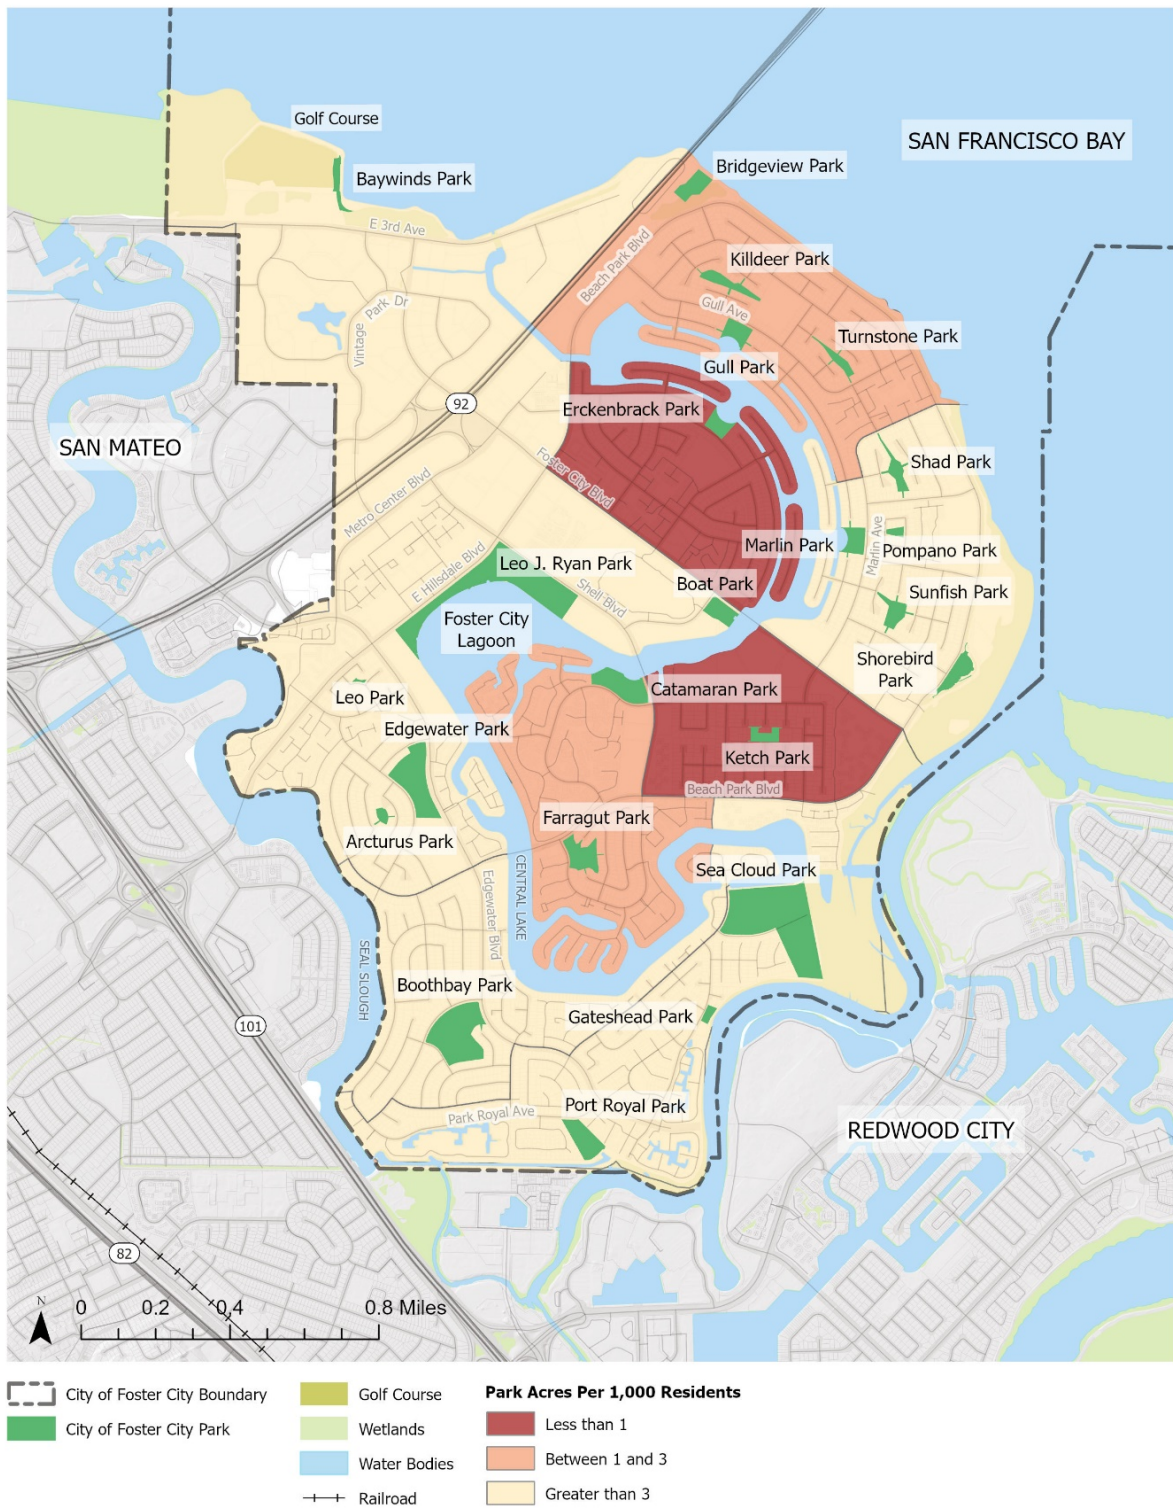 Golf Course
SAN FRANCISCO BAY
Bridgeview Park
Baywinds Park
E 3rd Ave
Beach Park Blvd
Killdeer Park
Gull Ave
Park Dr
Vintage
Turnstone Park
Gull Park
92
Erckenbrack Park
SAN MATEO
Foster City Blvd
Shad Park
Metro Center Blvd
Marlin Park
Marlin Ave
Pompano Park
E Hillsdale Blvd
Leo J. Ryan Park
Shell Blvd
Boat Park
Sunfish Park
Foster City
Lagoon
Shorebird
Park
Leo Park
Catamaran Park
Edgewater Park
Ketch Park
Beach Park Blvd
Farragut Park
Arcturus Park
Sea Cloud Park
CENTRAL LAKE
Edgewater Blvd
SEAL SLOUGH
Boothbay Park
Gateshead Park
101
Park Royal Ave
Port Royal Park
REDWOOD CITY
82
N
0 0.2 0.4 0.8 Miles
City of Foster City Boundary
City of Foster City Park
Golf Course
Wetlands
Water Bodies
Railroad
Park Acres Per 1,000 Residents
Less than 1
Between 1 and 3
Greater than 3